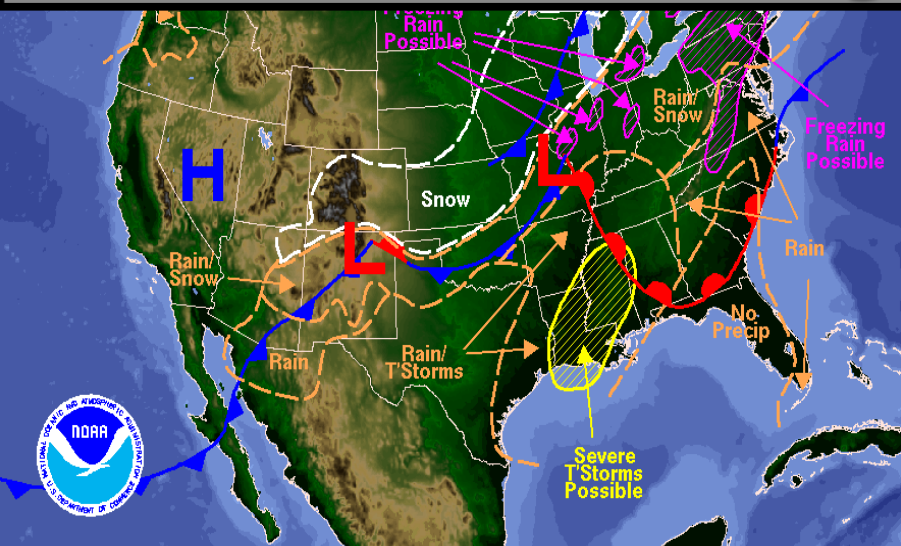 Freezing
Rain
Possible
Rain/
Snow
Freezing
Rain
Possible
H
L
Snow
Rain/
Snow
L
Rain
No
Precip
Rain
Rain/
T'Storms
Severe
T'Storms
Possible
NOAA
NATIONAL OCEANIC AND ATMOSPHERIC ADMINISTRATION
U.S. DEPARTMENT OF COMMERCE